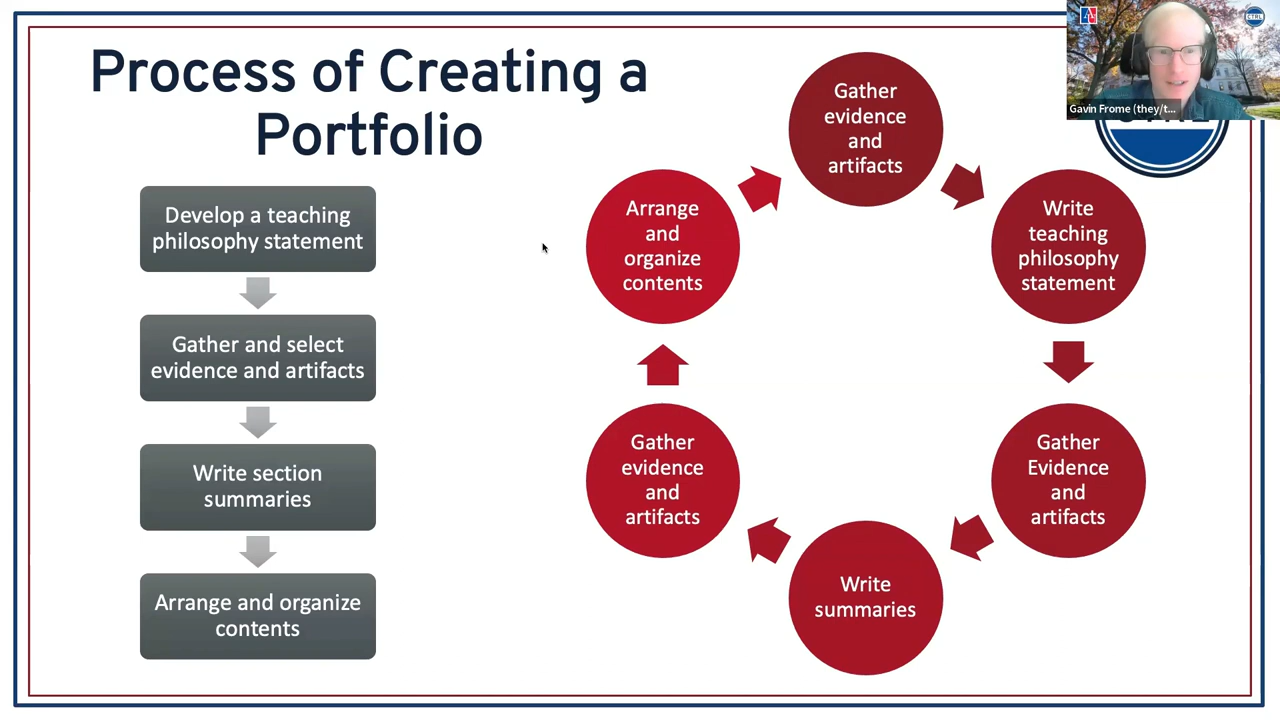 Process of Creating a
Portfolio
Develop a teaching
philosophy statement
Gather and select
evidence and artifacts
Write section
summaries
Arrange and organize
contents
Gather
evidence
and
artifacts
Write
teaching
philosophy
statement
Gather
Evidence
and
artifacts
Write
summaries
Gather
evidence
and
artifacts
Arrange
and
organize
contents
Gavin Frome (they/t...
CTRL